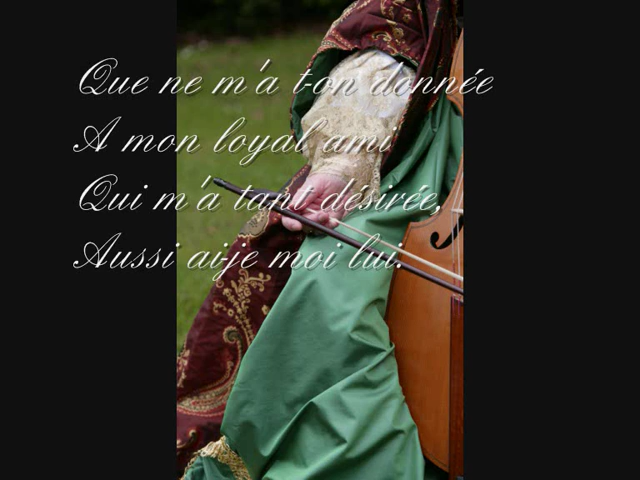 Que ne m'a t-on donnée
A mon loyal ami
Qui m'a tant désirée,
Aussi ai-je moi lui.